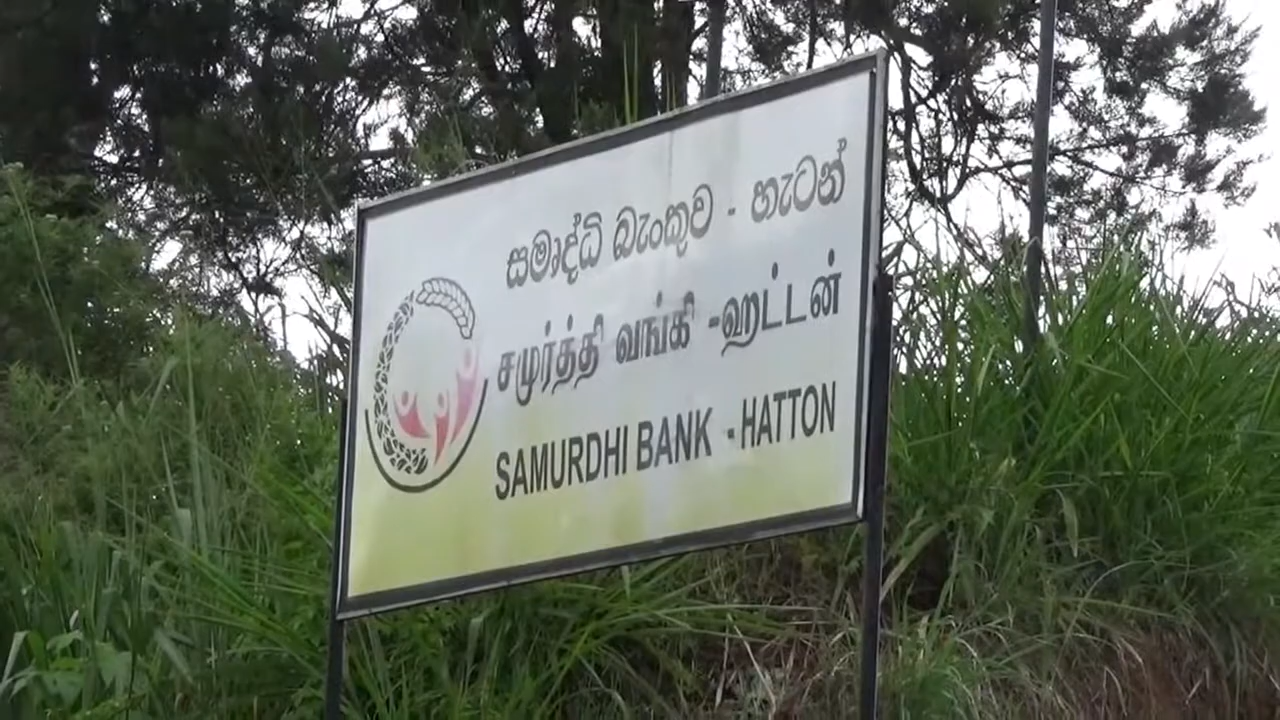 සමෘද්ධි බැංකුව - හැටන්
சமுர்த்தி வங்கி -ஹட்டன்
SAMURDHI BANK - HATTON